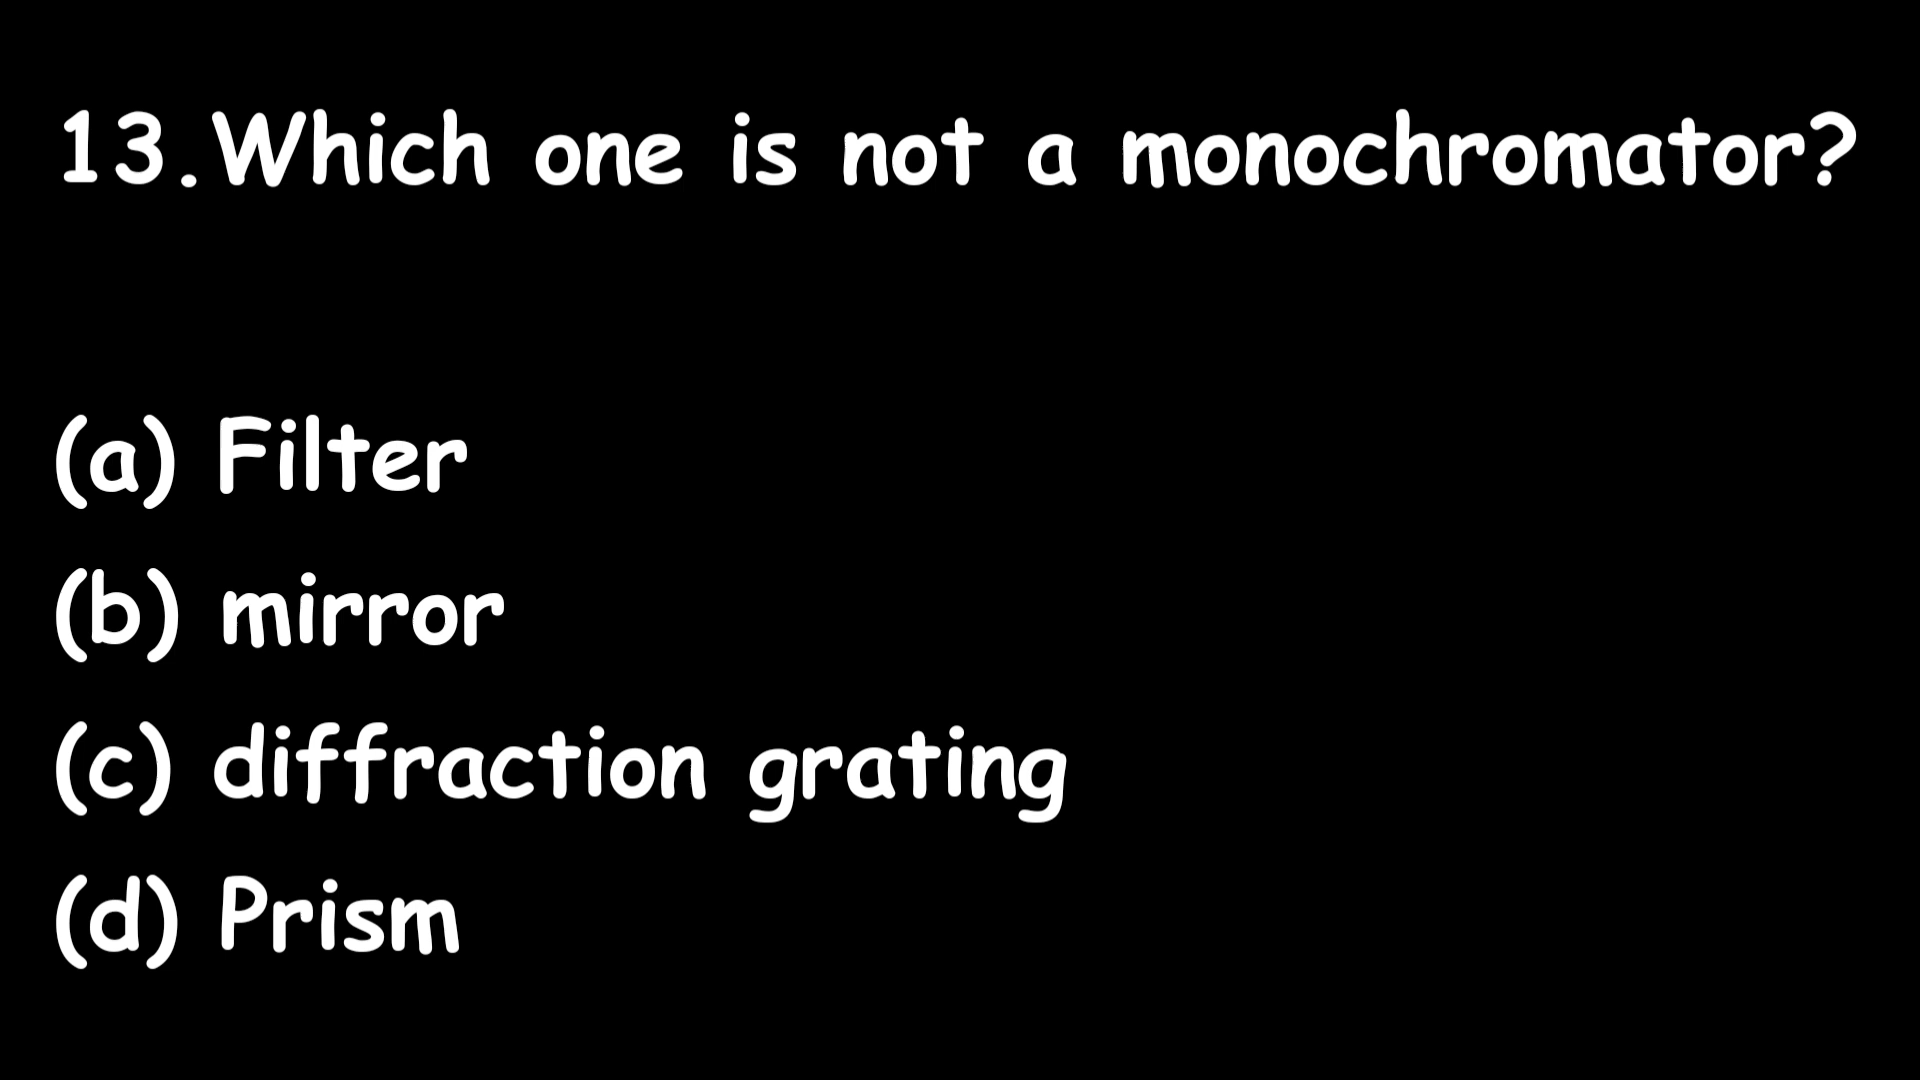 13.Which one is not a monochromator?
(a) Filter
(b) mirror
(c) diffraction grating
(d) Prism